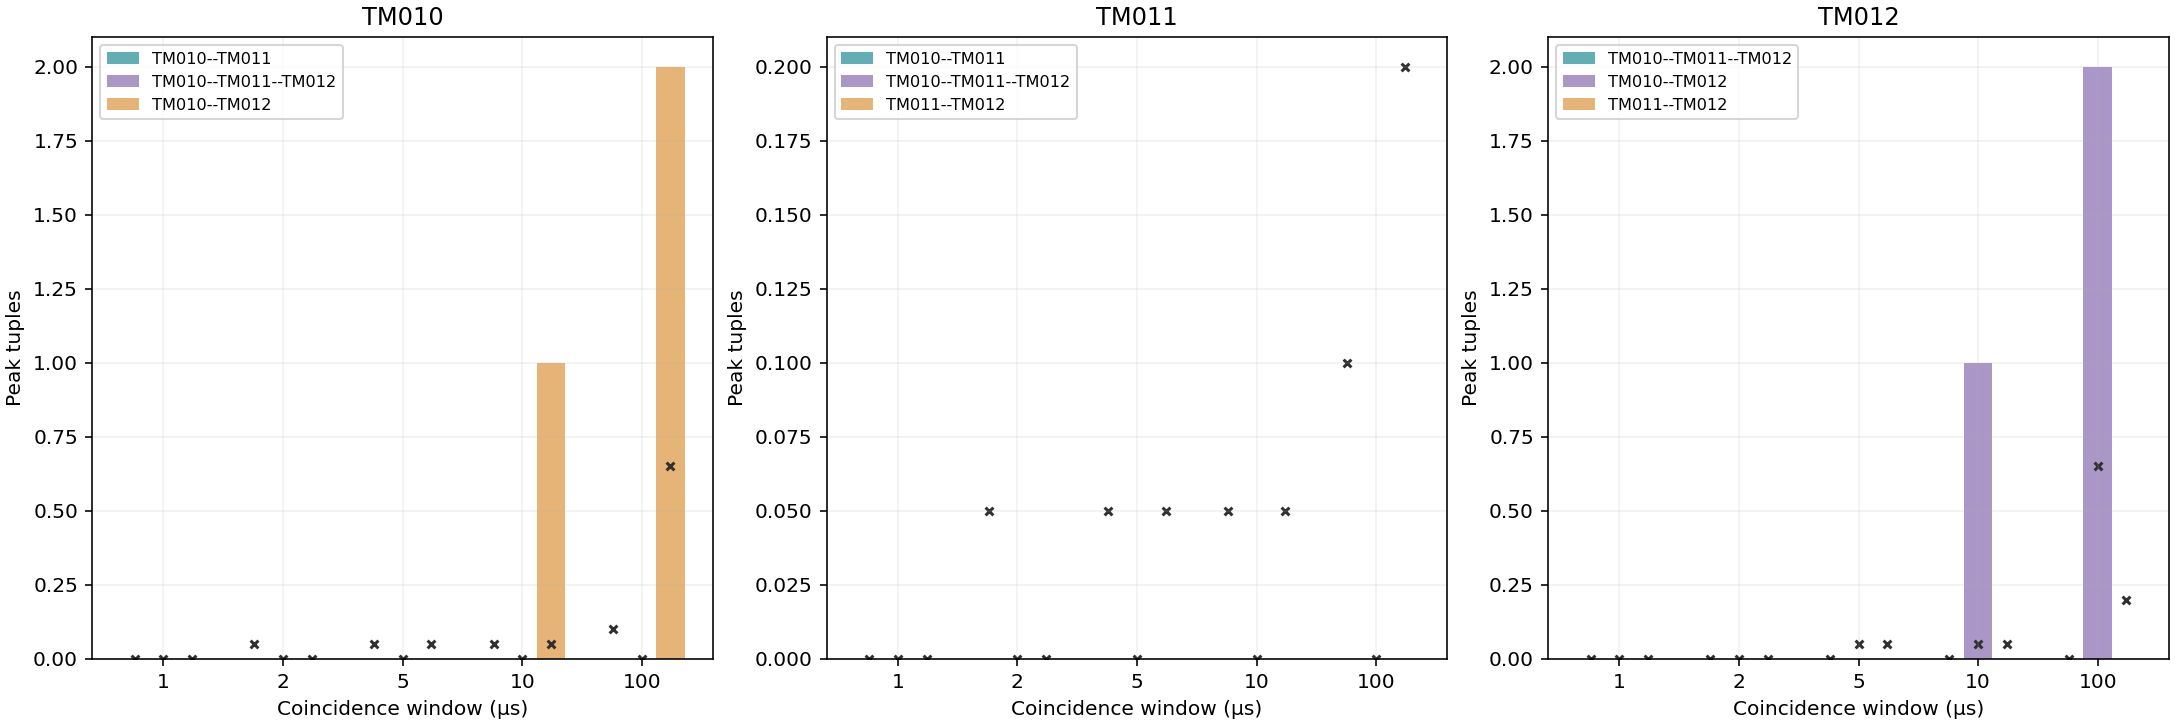 TM010
TM010--TM011
TM010--TM011--TM012
TM010--TM012
Peak tuples
2.00
1.75
1.50
1.25
1.00
0.75
0.50
0.25
0.00
1 2 5 10 100
Coincidence window (µs)
TM011
TM010--TM011
TM010--TM011--TM012
TM011--TM012
Peak tuples
0.200
0.175
0.150
0.125
0.100
0.075
0.050
0.025
0.000
1 2 5 10 100
Coincidence window (µs)
TM012
TM010--TM011--TM012
TM010--TM012
TM011--TM012
Peak tuples
2.00
1.75
1.50
1.25
1.00
0.75
0.50
0.25
0.00
1 2 5 10 100
Coincidence window (µs)